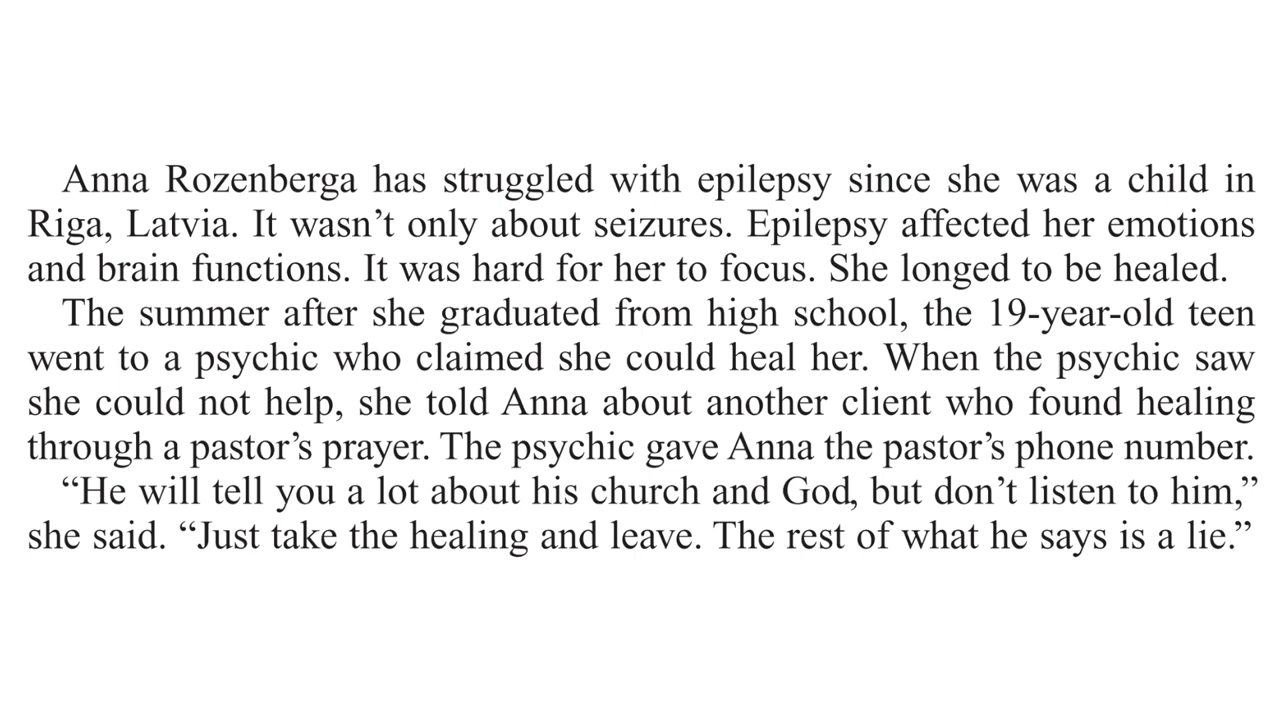 Anna Rozenberga has struggled with epilepsy since she was a child in
Riga, Latvia. It wasn’t only about seizures. Epilepsy affected her emotions
and brain functions. It was hard for her to focus. She longed to be healed.
The summer after she graduated from high school, the 19-year-old teen
went to a psychic who claimed she could heal her. When the psychic saw
she could not help, she told Anna about another client who found healing
through a pastor’s prayer. The psychic gave Anna the pastor’s phone number.
“He will tell you a lot about his church and God, but don’t listen to him,”
she said. “Just take the healing and leave. The rest of what he says is a lie.”